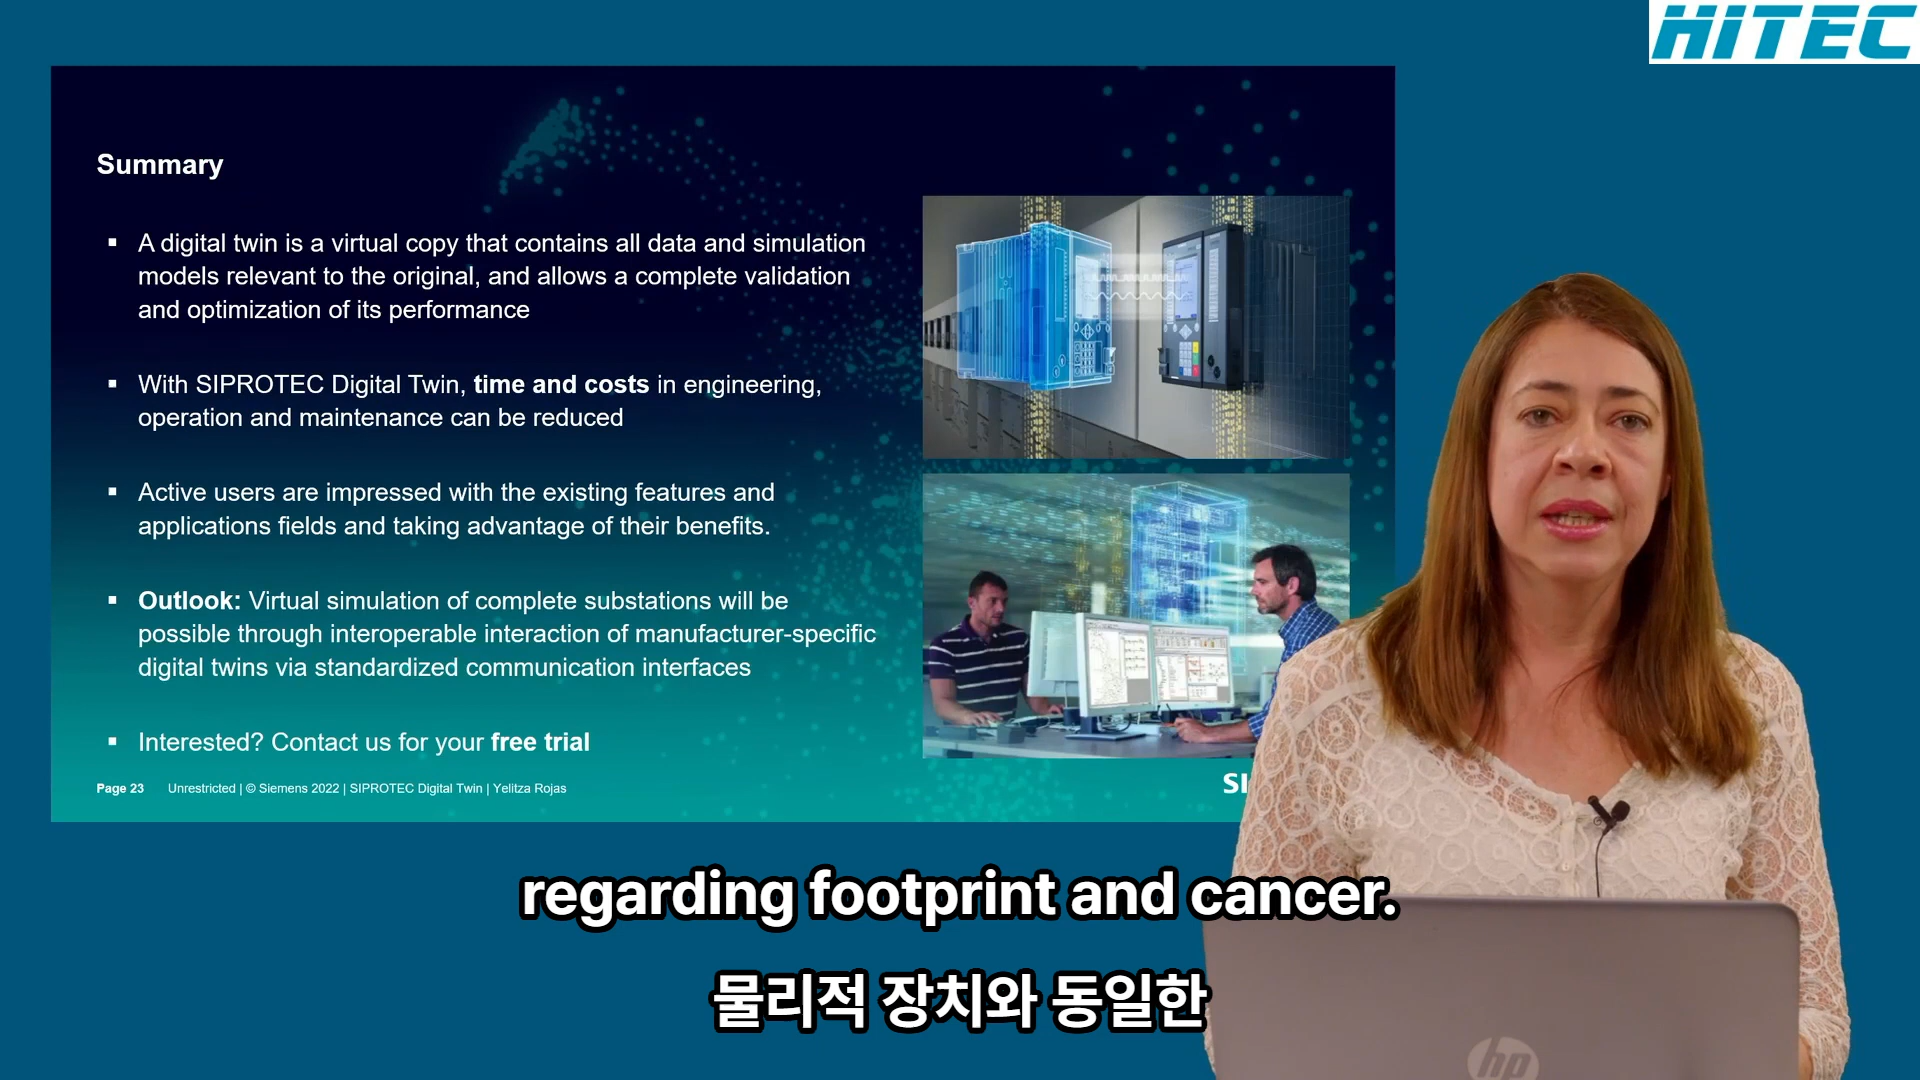 HITEC
Summary
▪ A digital twin is a virtual copy that contains all data and simulation
models relevant to the original, and allows a complete validation
and optimization of its performance
▪ With SIPROTEC Digital Twin, time and costs in engineering,
operation and maintenance can be reduced
▪ Active users are impressed with the existing features and
applications fields and taking advantage of their benefits.
▪ Outlook: Virtual simulation of complete substations will be
possible through interoperable interaction of manufacturer-specific
digital twins via standardized communication interfaces
▪ Interested? Contact us for your free trial
Page 23 Unrestricted | © Siemens 2022 | SIPROTEC Digital Twin | Yelitza Rojas
SI
regarding footprint and cancer.
물리적 장치와 동일한
hp